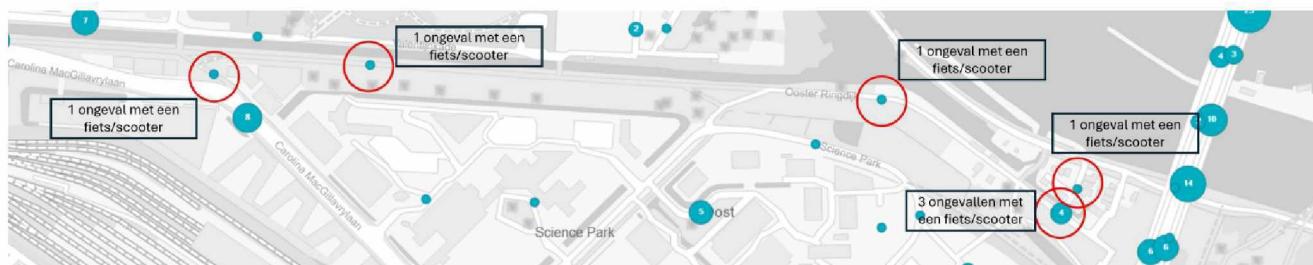 7
2
1 ongeval met een
fiets/scooter
1 ongeval met een
fiets/scooter
4
3
Carolina MacGillavrylaan
Ooster Ringdijk
1 ongeval met een
fiets/scooter
8
10
1 ongeval met een
fiets/scooter
Carolina MacGillavrylaan
Science Park
14
3 ongevallen met
een fiets/scooter
4
5
Science Park
6
6